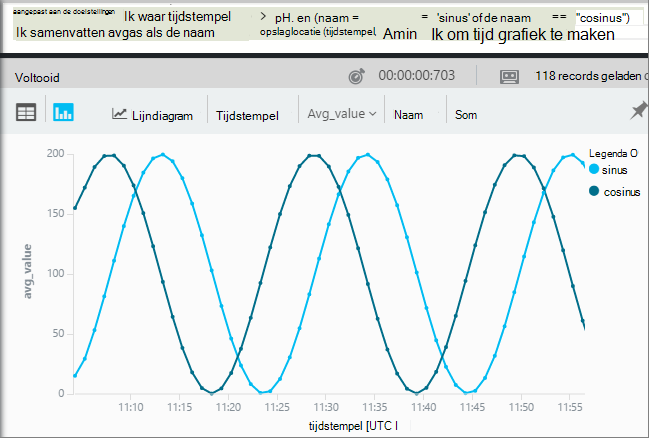 aangepast aan de doelstellingen Ik waar tijdstempel > pH. en (naam = = 'sinus' of de naam == "cosinus")
Ik samenvatten avgas als de naam opslaglocatie (tijdstempel, Amin Ik om tijd grafiek te maken
Voltooid 00:00:00:703 118 records geladen
Lijndiagram Tijdstempel Avg_value Naam Som
200
150
100
50
0
avg_value
11:10 11:15 11:20 11:25 11:30 11:35 11:40 11:45 11:50 11:55
tijdstempel [UTC I
Legenda O
sinus
cosinus